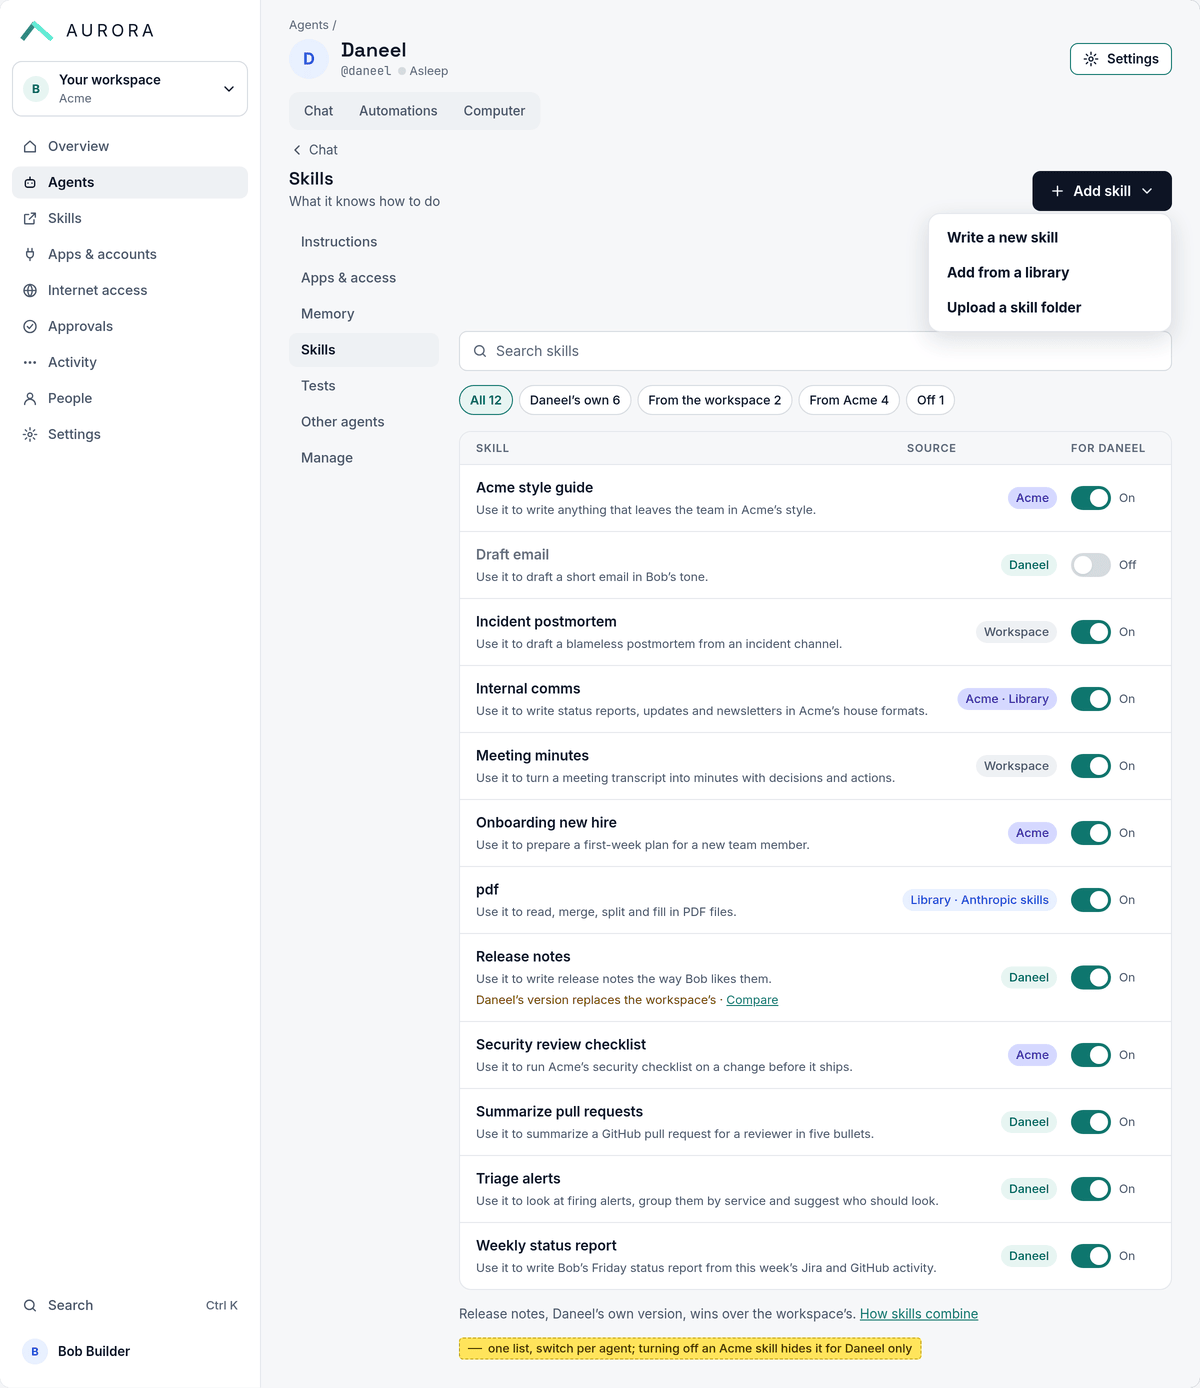 AURORA
B
Your workspace
Acme
Overview
Agents
Skills
Apps & accounts
Internet access
Approvals
Activity
People
Settings
Search
Ctrl K
B
Bob Builder
Agents /
D
Daneel
@daneel
Asleep
Settings
Chat
Automations
Computer
Chat
Skills
What it knows how to do
Add skill
Write a new skill
Add from a library
Upload a skill folder
Instructions
Apps & access
Memory
Skills
Tests
Other agents
Manage
Search skills
All 12
Daneel’s own 6
From the workspace 2
From Acme 4
Off 1
SKILL
SOURCE
FOR DANEEL
Acme style guide
Use it to write anything that leaves the team in Acme’s style.
Acme
On
Draft email
Use it to draft a short email in Bob’s tone.
Daneel
Off
Incident postmortem
Use it to draft a blameless postmortem from an incident channel.
Workspace
On
Internal comms
Use it to write status reports, updates and newsletters in Acme’s house formats.
Acme · Library
On
Meeting minutes
Use it to turn a meeting transcript into minutes with decisions and actions.
Workspace
On
Onboarding new hire
Use it to prepare a first-week plan for a new team member.
Acme
On
pdf
Use it to read, merge, split and fill in PDF files.
Library · Anthropic skills
On
Release notes
Use it to write release notes the way Bob likes them.
Daneel’s version replaces the workspace’s · Compare
Daneel
On
Security review checklist
Use it to run Acme’s security checklist on a change before it ships.
Acme
On
Summarize pull requests
Use it to summarize a GitHub pull request for a reviewer in five bullets.
Daneel
On
Triage alerts
Use it to look at firing alerts, group them by service and suggest who should look.
Daneel
On
Weekly status report
Use it to write Bob’s Friday status report from this week’s Jira and GitHub activity.
Daneel
On
Release notes, Daneel’s own version, wins over the workspace’s. How skills combine
— one list, switch per agent; turning off an Acme skill hides it for Daneel only